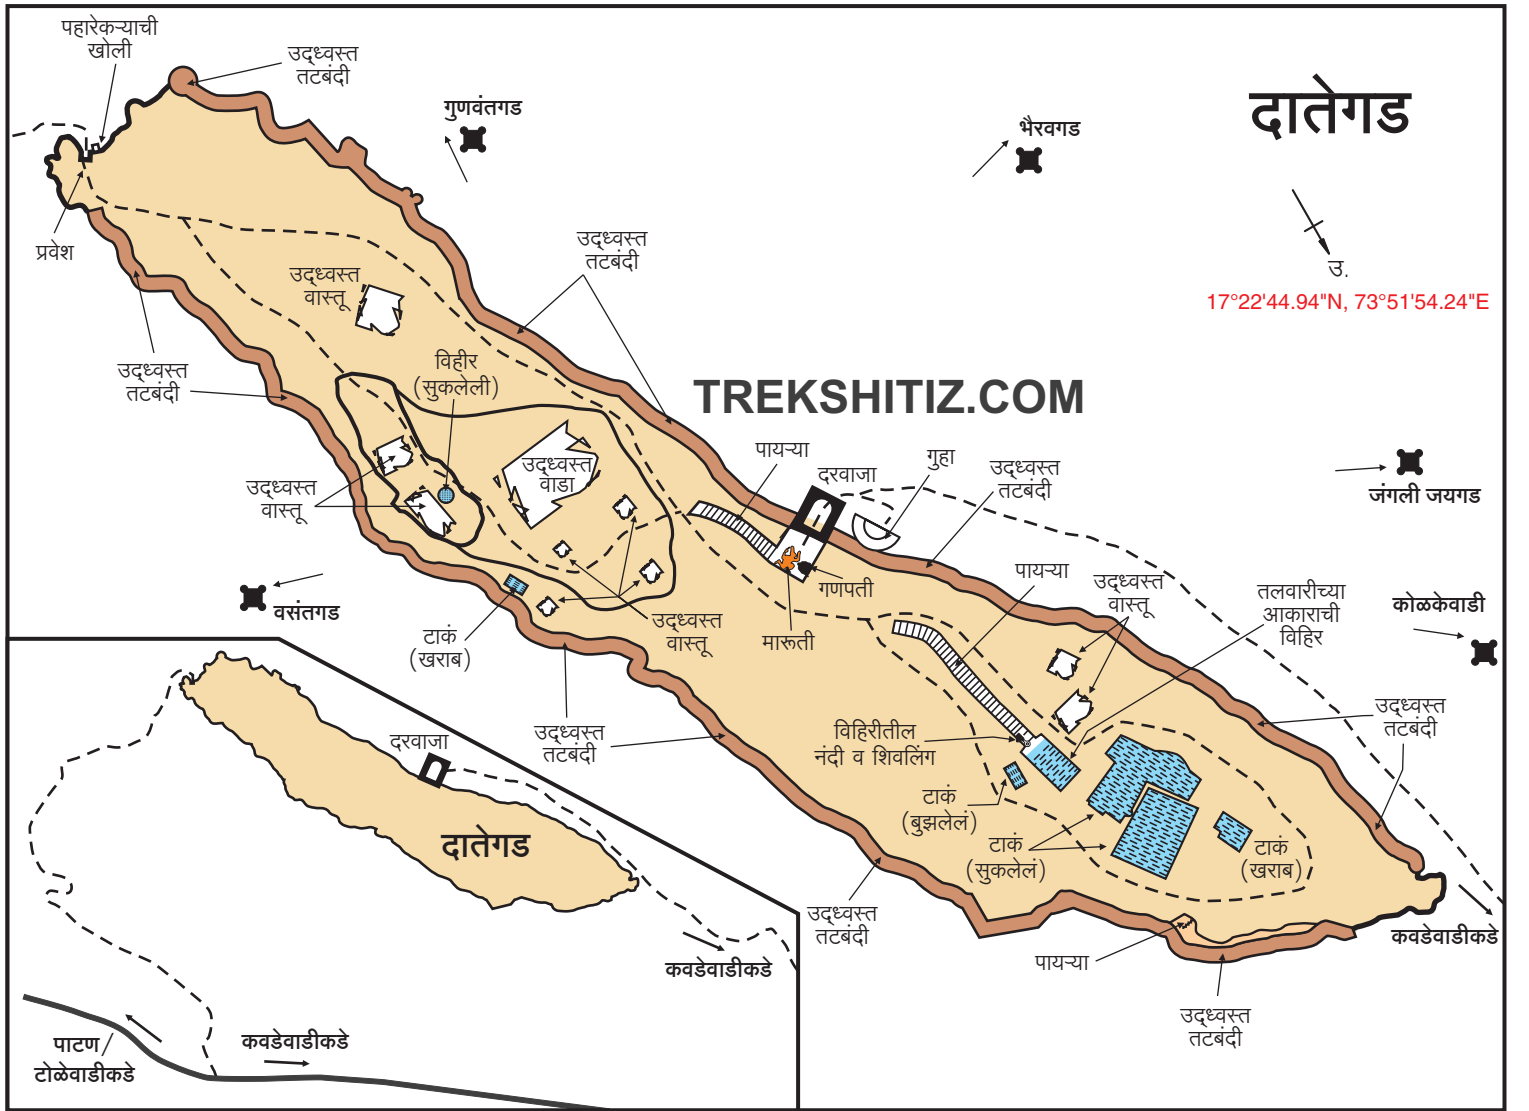 पहारेकऱ्याची
खोली
उद्ध्वस्त
तटबंदी
गुणवंतगड
भैरवगड
दातेगड
प्रवेश
उद्ध्वस्त
तटबंदी
उ.
17°22'44.94"N, 73°51'54.24"E
उद्ध्वस्त
वास्तू
उद्ध्वस्त
तटबंदी
विहीर
(सुकलेली)
TREKSHITIZ.COM
पायऱ्या
दरवाजा
गुहा
उद्ध्वस्त
तटबंदी
जंगली जयगड
उद्ध्वस्त
वाडा
उद्ध्वस्त
वास्तू
वसंतगड
टाकं
(खराब)
उद्ध्वस्त
वास्तू
गणपती
मारूती
पायऱ्या
उद्ध्वस्त
वास्तू
तलवारीच्या
आकाराची
विहिर
कोळकेवाडी
उद्ध्वस्त
तटबंदी
विहिरीतील
नंदी व शिवलिंग
उद्ध्वस्त
तटबंदी
टाकं
(बुझलेलं)
टाकं
(सुकलेलं)
टाकं
(खराब)
उद्ध्वस्त
तटबंदी
पायऱ्या
कवडेवाडीकडे
उद्ध्वस्त
तटबंदी
दरवाजा
दातेगड
कवडेवाडीकडे
पाटण
टोळेवाडीकडे
कवडेवाडीकडे